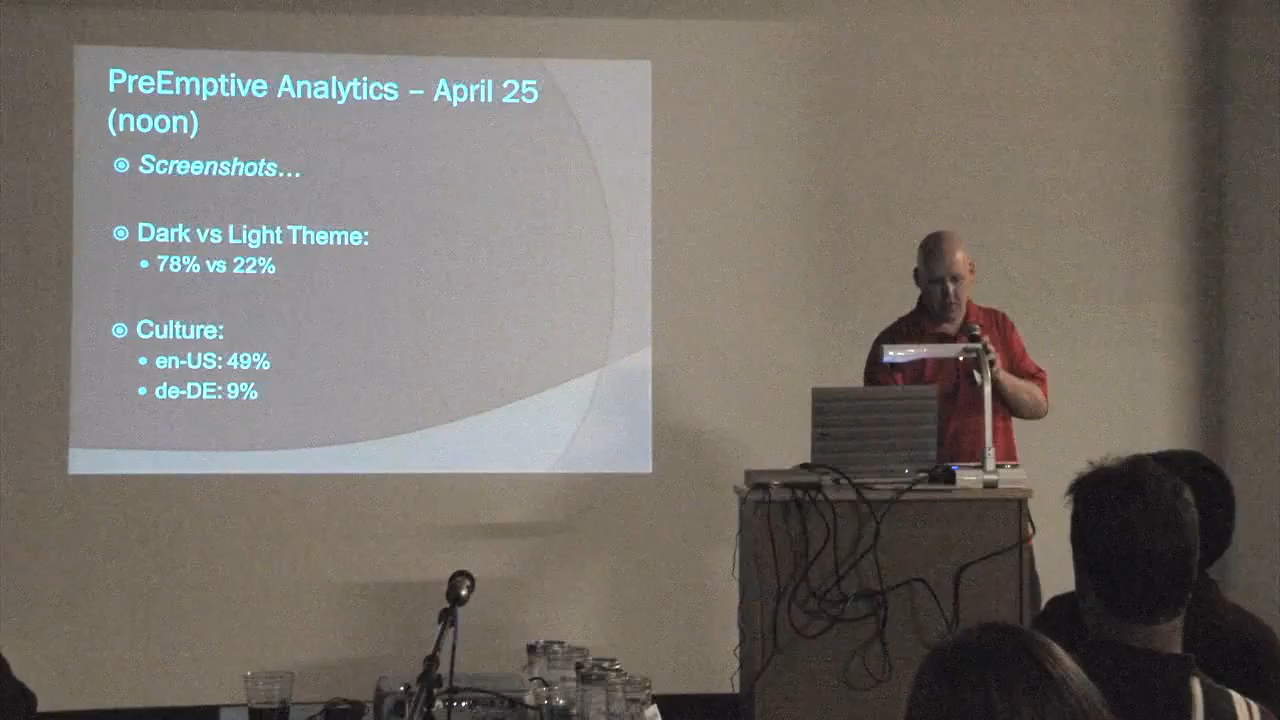 PreEmptive Analytics – April 25
(noon)
Screenshots…
Dark vs Light Theme:
78% vs 22%
Culture:
en-US: 49%
de-DE: 9%